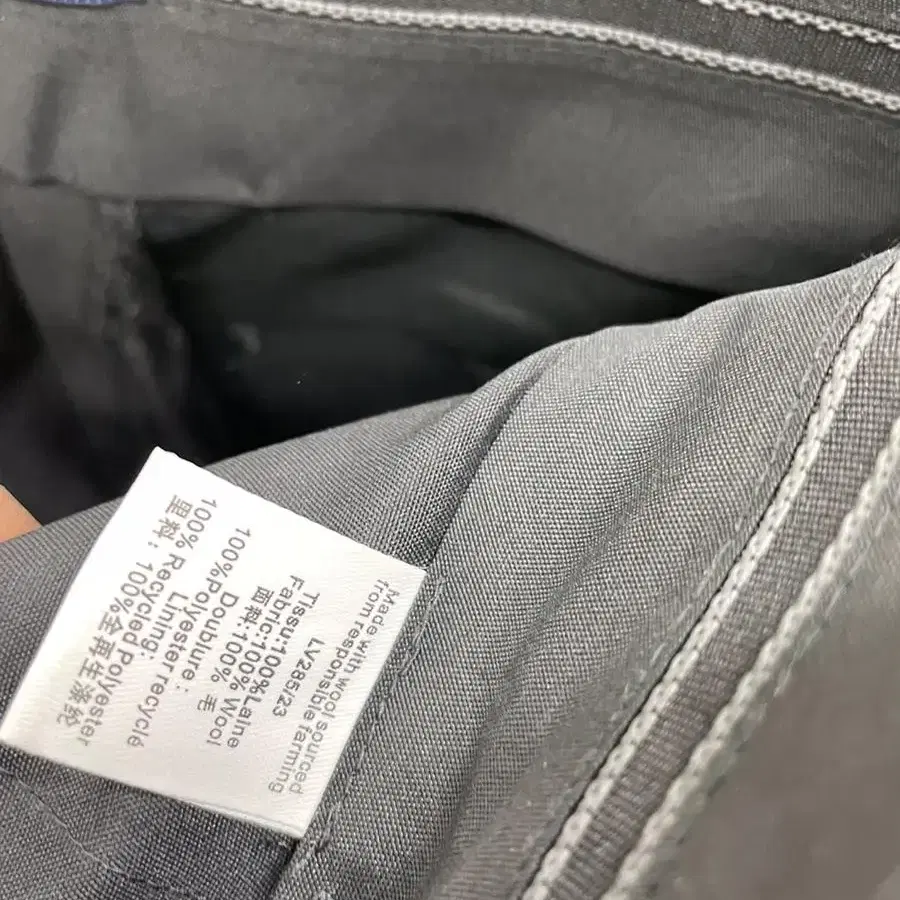 Made with wool sourced
from responsible farming
LV285/23
Tissu:100%Laine
Fabric:100% Wool
面料:100% 毛
Doublure :
100%Polyester recyclé
Lining:
100% Recycled Polyester
里料：100%全再生涤纶